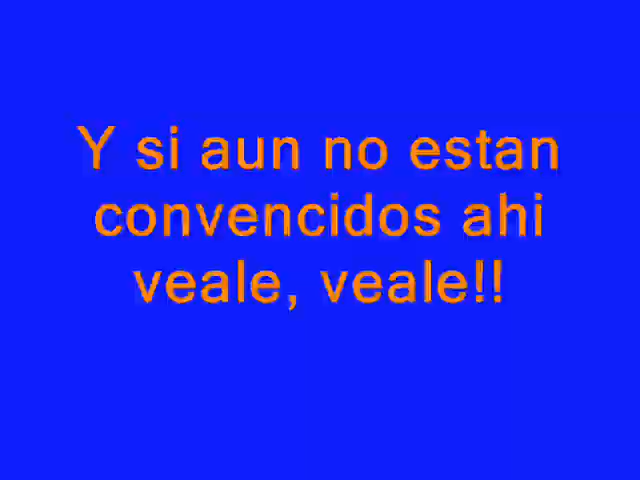 Y si aun no estan
convencidos ahi
veale, veale!!